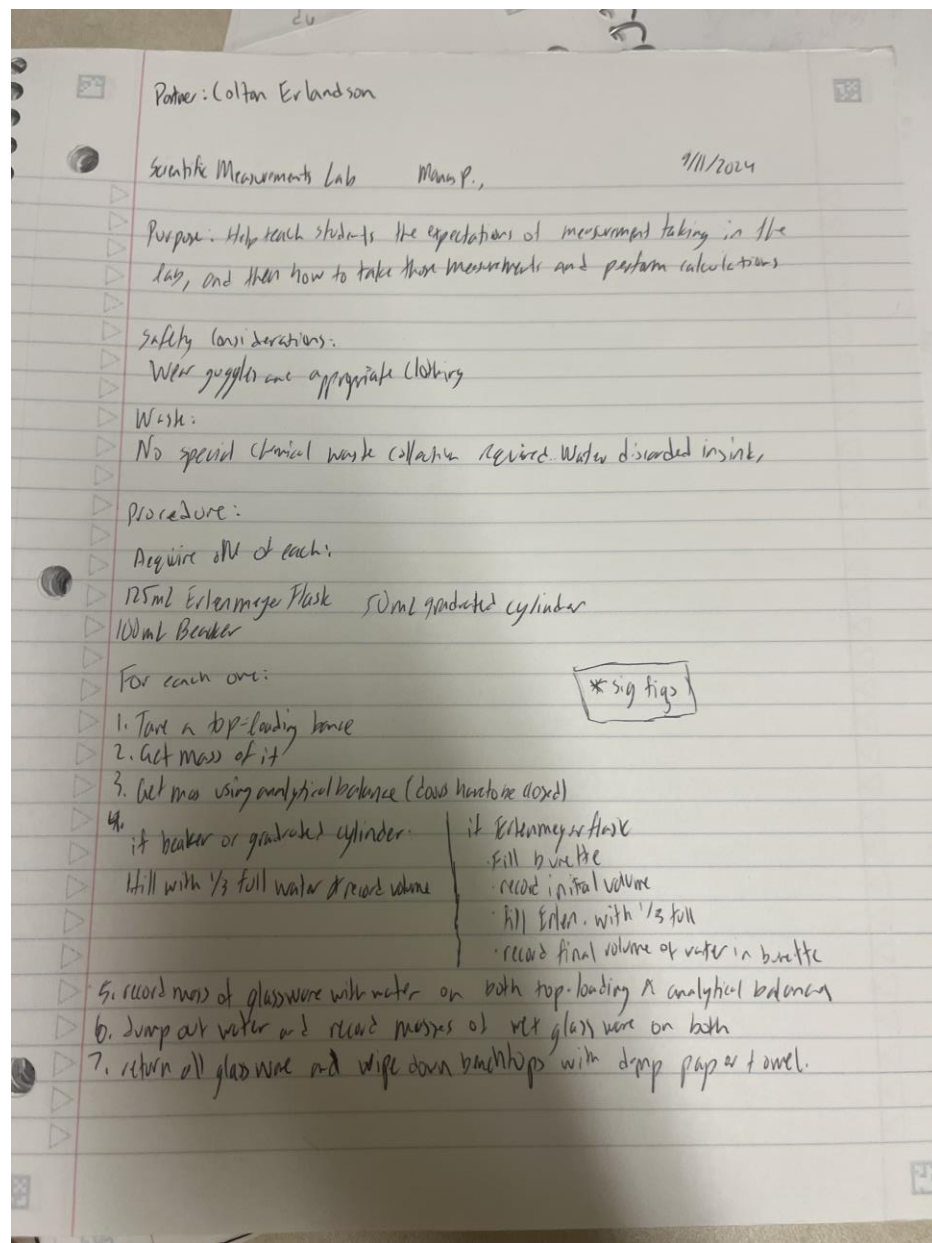 Partner: Colton Erlandson
Scientific Measurements Lab Manas P., 9/11/2024
Purpose: Help teach students the expectations of measurment taking in the
lab, and then how to take those measurements and perform calculations
Safety Considerations:
Wear goggles and appropriate clothing
Waste:
No special chemical waste collection required. Water discarded in sink.
Procedure:
Acquire one of each:
125mL Erlenmeyer Flask 50mL graduated cylinder
100mL Beaker
For each one:
* sig figs
1. Tare a top-loading
2. Get mass of it
3. Get mass using analytical balance (doors have to be closed)
4.
if beaker or graduated cylinder.
fill with 1/3 full water & record volume
if Erlenmeyer flask
· Fill burette
· record initial volume
· fill Erlen. with 1/3 full
· record final volume of water in burette
5. record mass of glassware with water on both top-loading & analytical balances
6. dump out water and record masses of wet glassware on both
7. return all glassware and wipe down benchtops with damp paper towel.